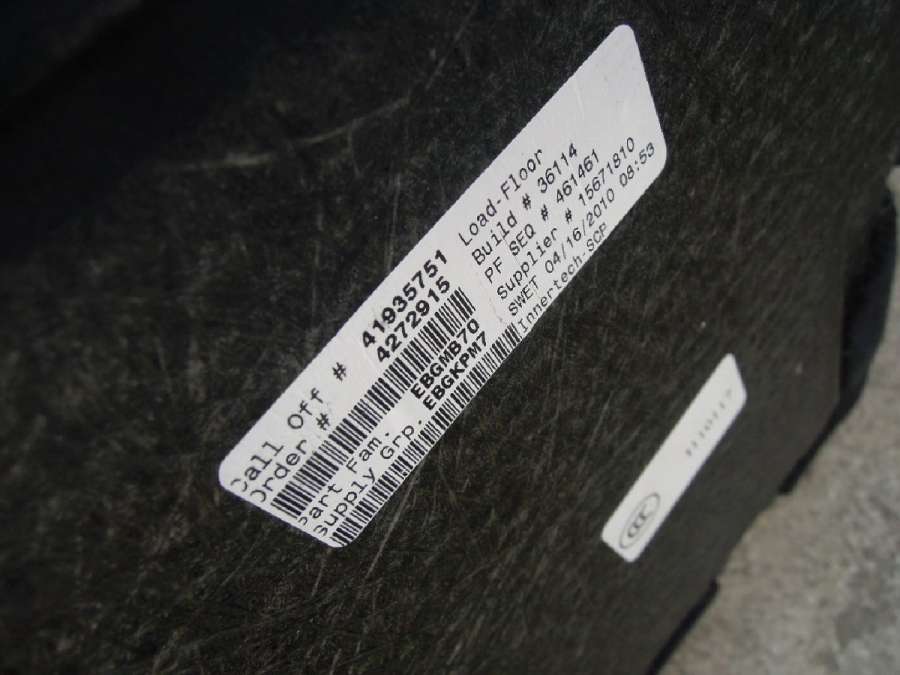 Call Off # 41935751
Order # 4272915
Part Fam. EBGMB70
Supply Grp. EBGKPM7
Load-Floor
Build # 36114
PF SEQ # 461461
Supplier # 15671810
SWET 04/16/2010 08:53
Innertech-SCP
CCC